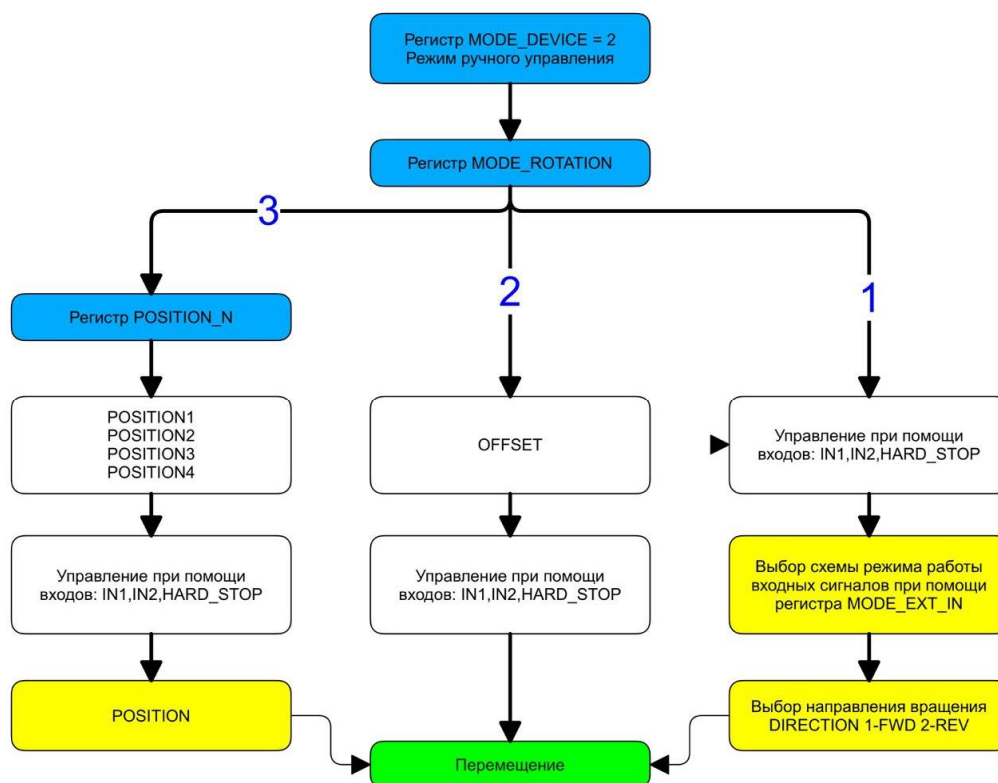 Регистр MODE_DEVICE = 2
Режим ручного управления
Регистр MODE_ROTATION
3
2
1
Регистр POSITION_N
POSITION1
POSITION2
POSITION3
POSITION4
OFFSET
Управление при помощи
входов: IN1,IN2,HARD_STOP
Управление при помощи
входов: IN1,IN2,HARD_STOP
Управление при помощи
входов: IN1,IN2,HARD_STOP
Выбор схемы режима работы
входных сигналов при помощи
регистра MODE_EXT_IN
POSITION
Выбор направления вращения
DIRECTION 1-FWD 2-REV
Перемещение